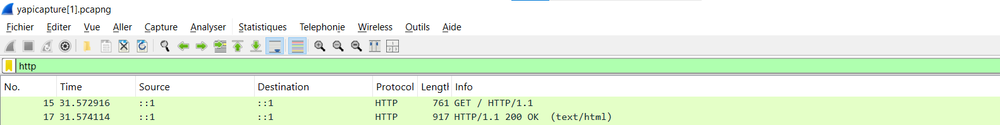 yapicapture[1].pcapng
Fichier Editer Vue Aller Capture Analyser Statistiques Telephonie Wireless Outils Aide
http
No. Time Source Destination Protocol Length Info
15 31.572916 ::1 ::1 HTTP 761 GET / HTTP/1.1
17 31.574114 ::1 ::1 HTTP 917 HTTP/1.1 200 OK (text/html)